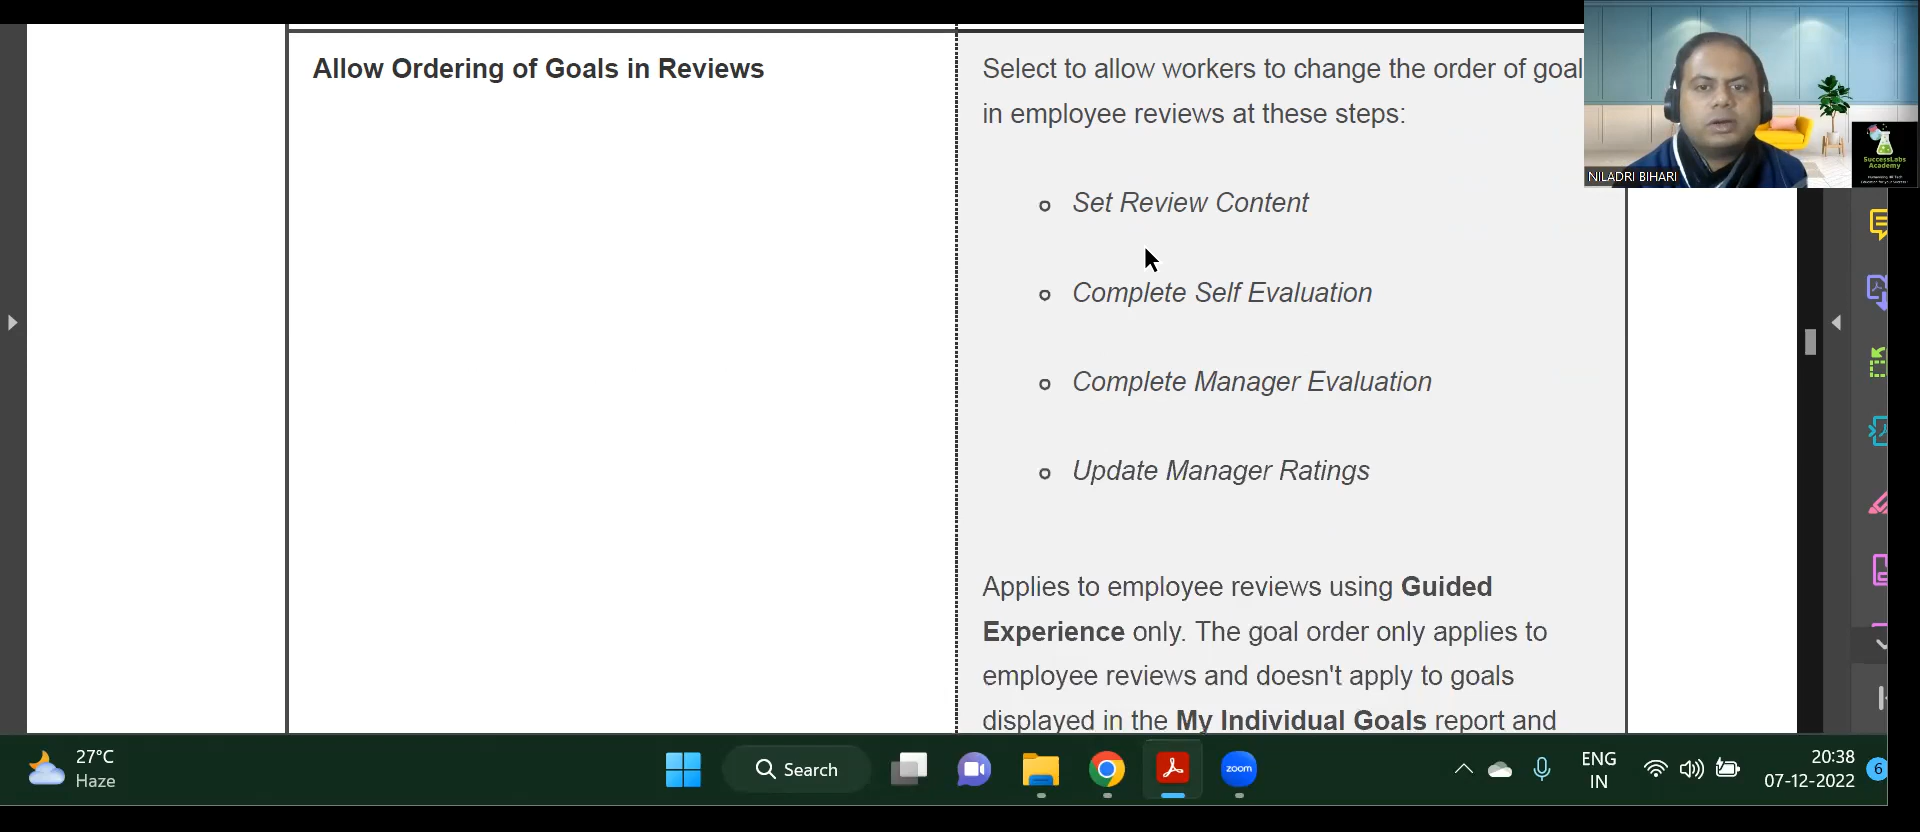 Allow Ordering of Goals in Reviews
Select to allow workers to change the order of goal
in employee reviews at these steps:
Set Review Content
Complete Self Evaluation
Complete Manager Evaluation
Update Manager Ratings
Applies to employee reviews using Guided
Experience only. The goal order only applies to
employee reviews and doesn't apply to goals
displayed in the My Individual Goals report and
NILADRI BIHARI
SuccessLabs
Academy
27°C
Haze
Search
zoom
ENG
IN
20:38
07-12-2022
6